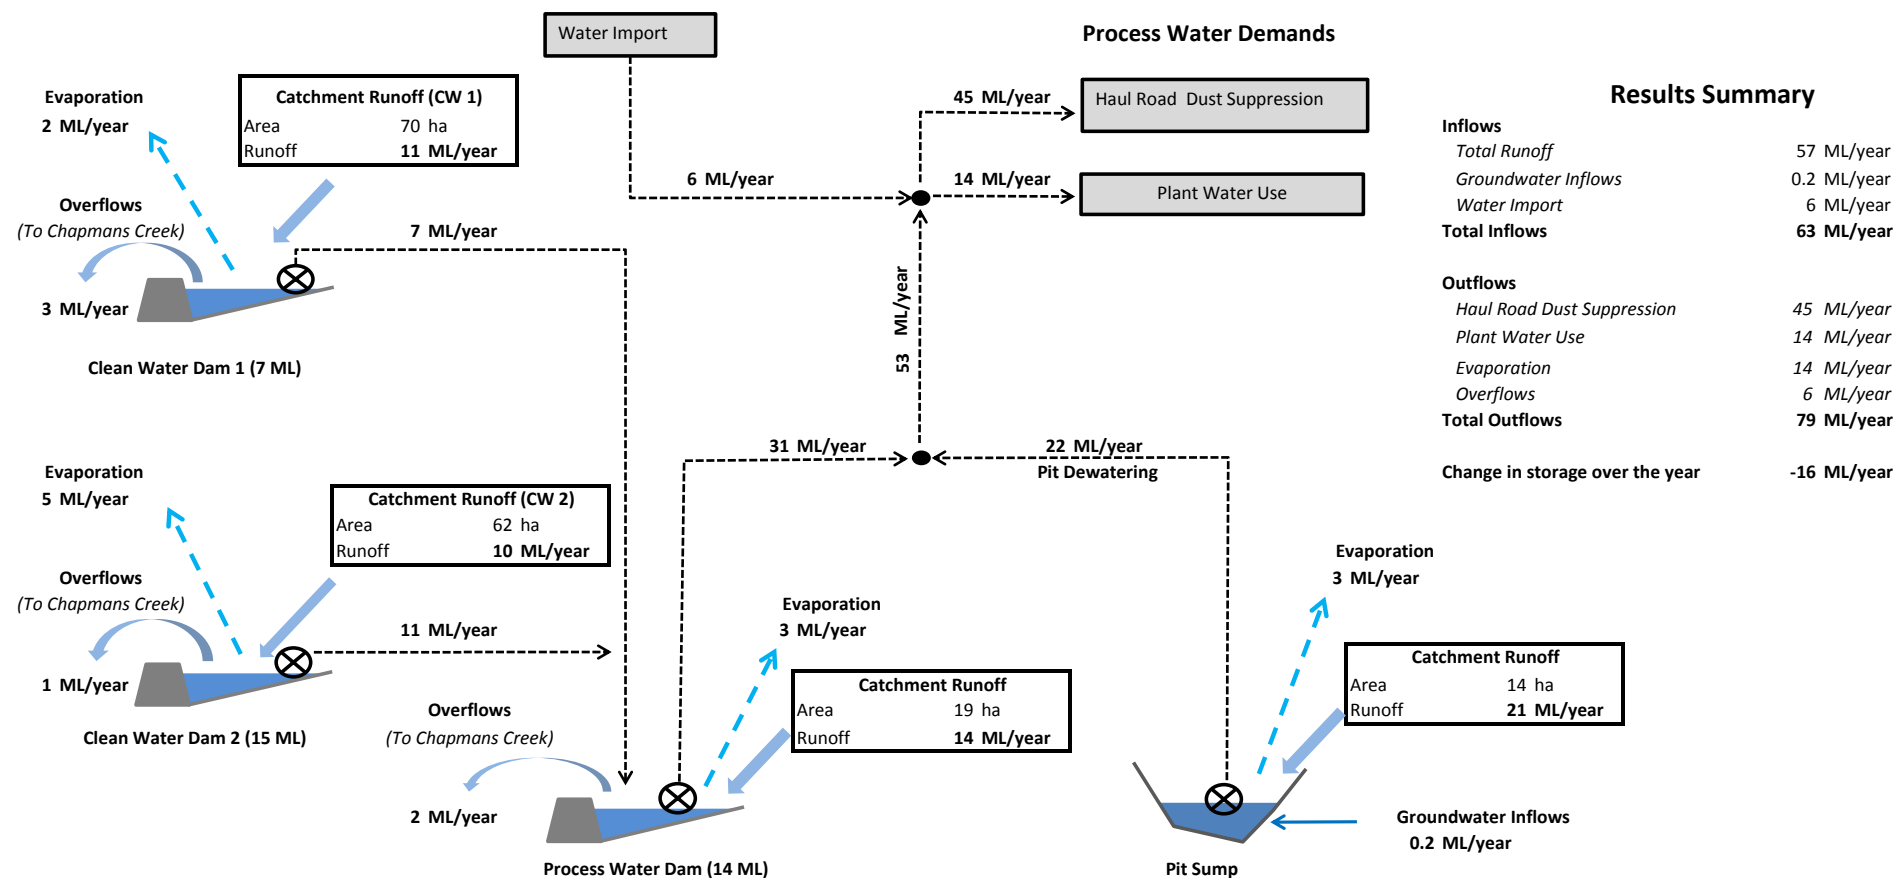 Water Import
Process Water Demands
Evaporation
2 ML/year
Catchment Runoff (CW 1)
Area 70 ha
Runoff 11 ML/year
45 ML/year
Haul Road Dust Suppression
6 ML/year
14 ML/year
Plant Water Use
Overflows
(To Chapmans Creek)
7 ML/year
3 ML/year
Clean Water Dam 1 (7 ML)
53 ML/year
Results Summary
Inflows
Total Runoff 57 ML/year
Groundwater Inflows 0.2 ML/year
Water Import 6 ML/year
Total Inflows 63 ML/year
Outflows
Haul Road Dust Suppression 45 ML/year
Plant Water Use 14 ML/year
Evaporation 14 ML/year
Overflows 6 ML/year
Total Outflows 79 ML/year
Change in storage over the year -16 ML/year
31 ML/year
22 ML/year
Pit Dewatering
Evaporation
5 ML/year
Catchment Runoff (CW 2)
Area 62 ha
Runoff 10 ML/year
Overflows
(To Chapmans Creek)
11 ML/year
1 ML/year
Clean Water Dam 2 (15 ML)
Evaporation
3 ML/year
Catchment Runoff
Area 19 ha
Runoff 14 ML/year
Overflows
(To Chapmans Creek)
2 ML/year
Process Water Dam (14 ML)
Evaporation
3 ML/year
Catchment Runoff
Area 14 ha
Runoff 21 ML/year
Groundwater Inflows
0.2 ML/year
Pit Sump